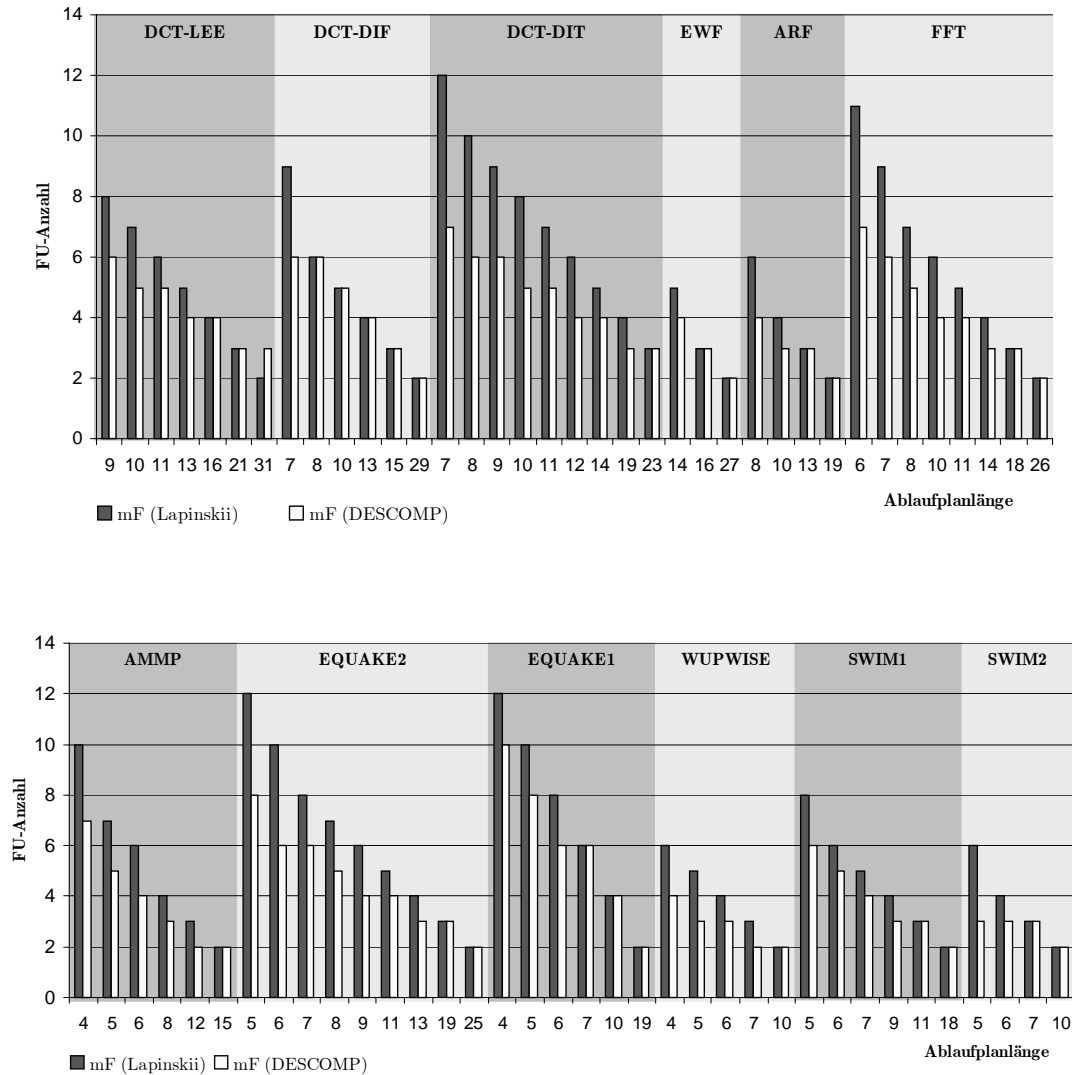 14
DCT-LEE DCT-DIF DCT-DIT EWF ARF FFT
12
10
8
6
4
2
0
FU-Anzahl
9 10 11 13 16 21 31 7 8 10 13 15 29 7 8 9 10 11 12 14 19 23 14 16 27 8 10 13 19 6 7 8 10 11 14 18 26
Ablaufplanlänge
mF (Lapinskii) mF (DESCOMP)
14
AMMP EQUAKE2 EQUAKE1 WUPWISE SWIM1 SWIM2
12
10
8
6
4
2
0
FU-Anzahl
4 5 6 8 12 15 5 6 7 8 9 11 13 19 25 4 5 6 7 10 19 4 5 6 7 10 5 6 7 9 11 18 5 6 7 10
Ablaufplanlänge
mF (Lapinskii) mF (DESCOMP)